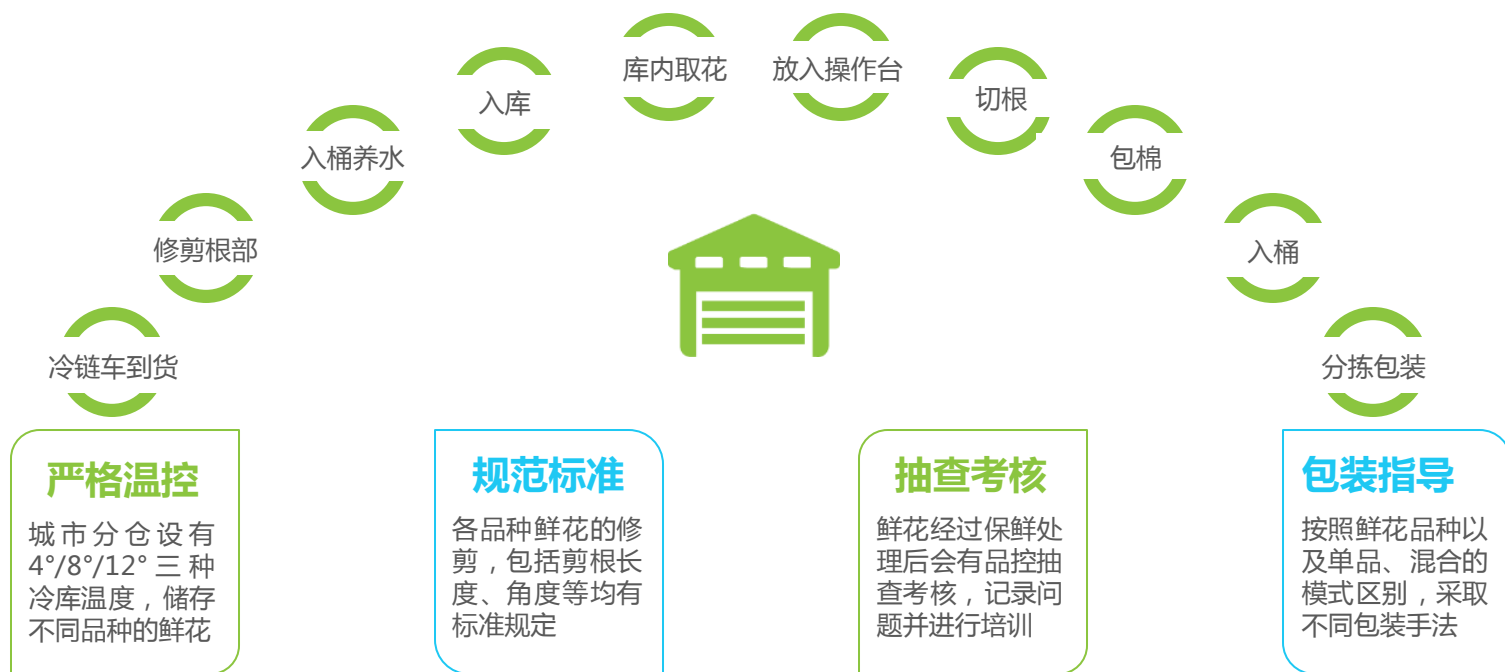 冷链车到货
修剪根部
入桶养水
入库
库内取花
放入操作台
切根
包棉
入桶
分拣包装
严格温控
城市分仓设有
4°/8°/12°三种
冷库温度，储存
不同品种的鲜花
规范标准
各品种鲜花的修
剪，包括剪根长
度、角度等均有
标准规定
抽查考核
鲜花经过保鲜处
理后会有品控抽
查考核，记录问
题并进行培训
包装指导
按照鲜花品种以
及单品、混合的
模式区别，采取
不同包装手法